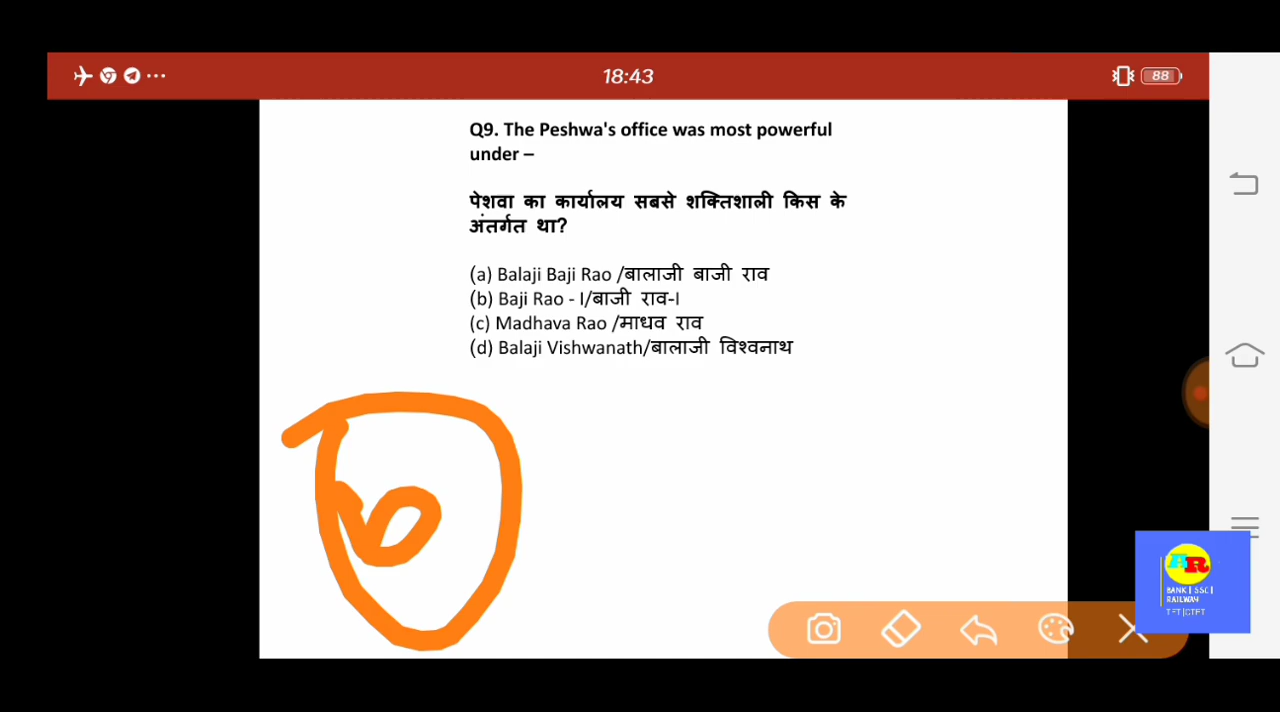 18:43
88
Q9. The Peshwa's office was most powerful
under –
पेशवा का कार्यालय सबसे शक्तिशाली किस के
अंतर्गत था?
(a) Balaji Baji Rao /बालाजी बाजी राव
(b) Baji Rao - I/बाजी राव-I
(c) Madhava Rao /माधव राव
(d) Balaji Vishwanath/बालाजी विश्वनाथ
b
AR
BANK | SSC |
RAILWAY
TET|CTET